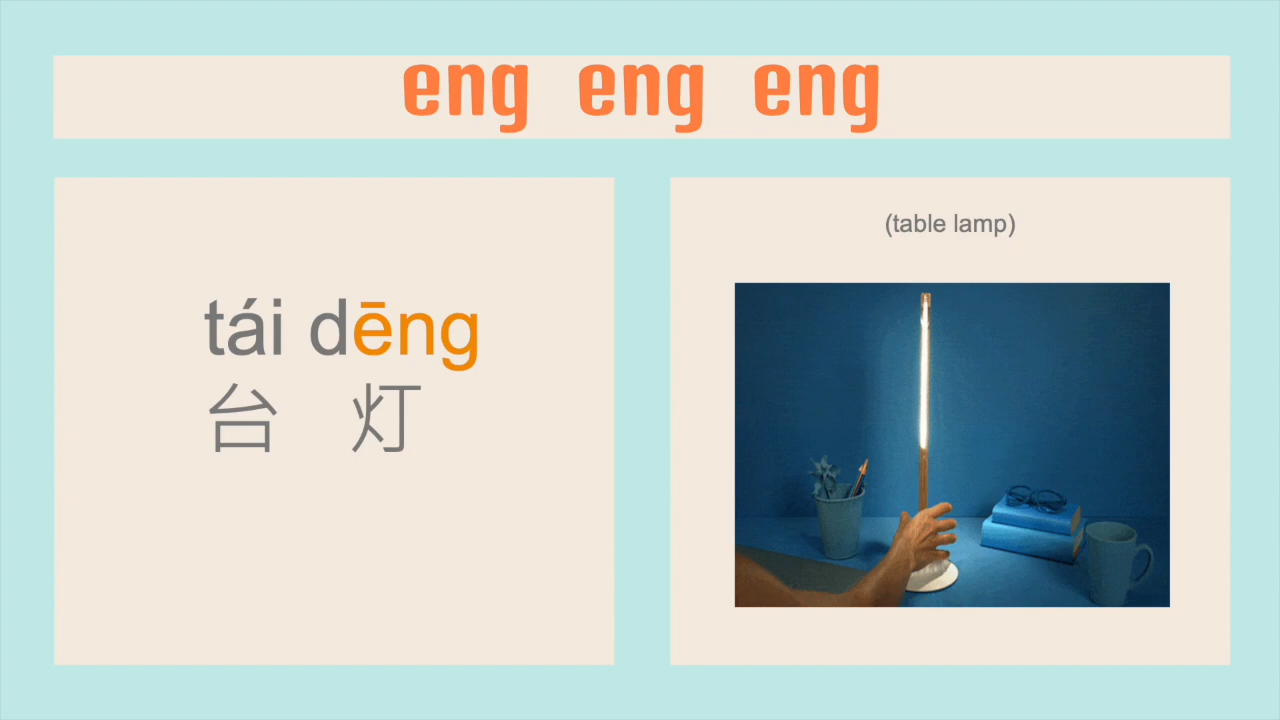 eng eng eng
tái dēng
台 灯
(table lamp)